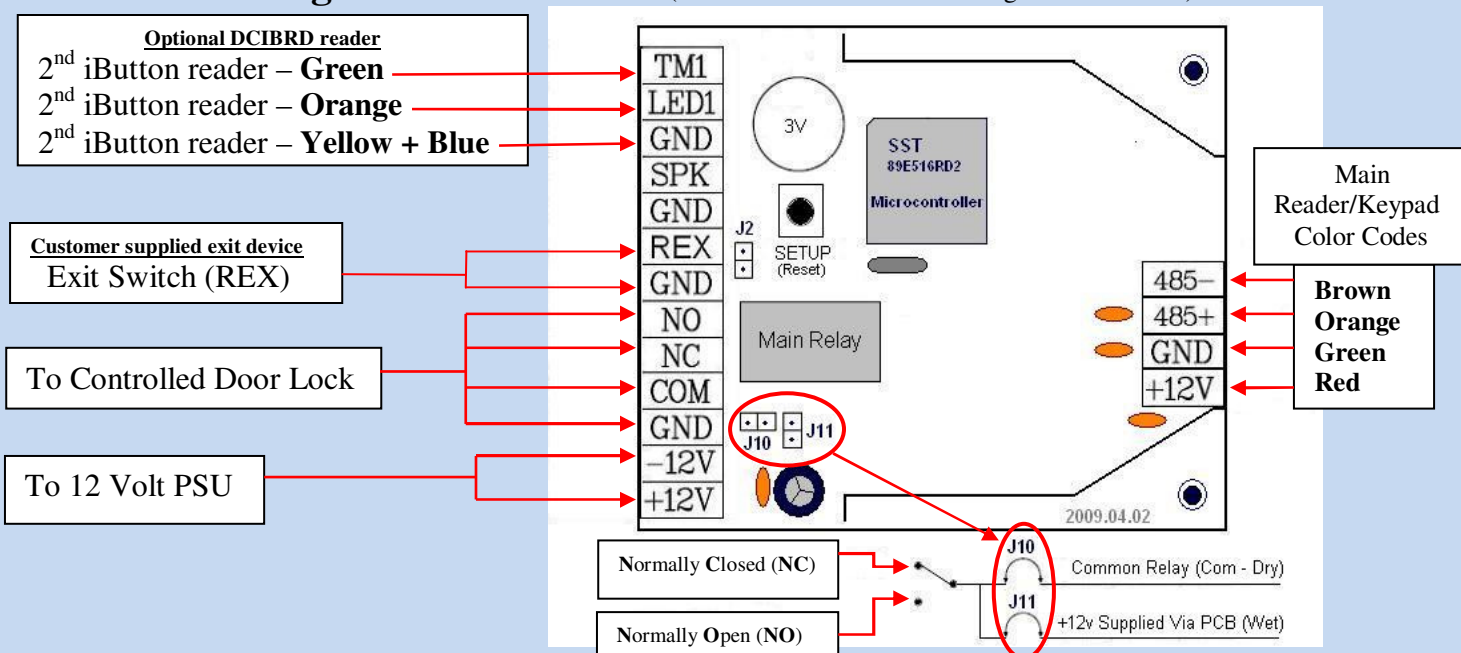 Optional DCIBRD reader
2nd iButton reader – Green
2nd iButton reader – Orange
2nd iButton reader – Yellow + Blue
Customer supplied exit device
Exit Switch (REX)
To Controlled Door Lock
To 12 Volt PSU
TM1
LED1
GND
SPK
GND
REX
GND
NO
NC
COM
GND
-12V
+12V
3V
SST
89E516RD2
Microcontroller
J2
SETUP
(Reset)
Main Relay
J10
J11
2009.04.02
485-
485+
GND
+12V
Main
Reader/Keypad
Color Codes
Brown
Orange
Green
Red
Normally Closed (NC)
Normally Open (NO)
J10
Common Relay (Com - Dry)
J11
+12v Supplied Via PCB (Wet)